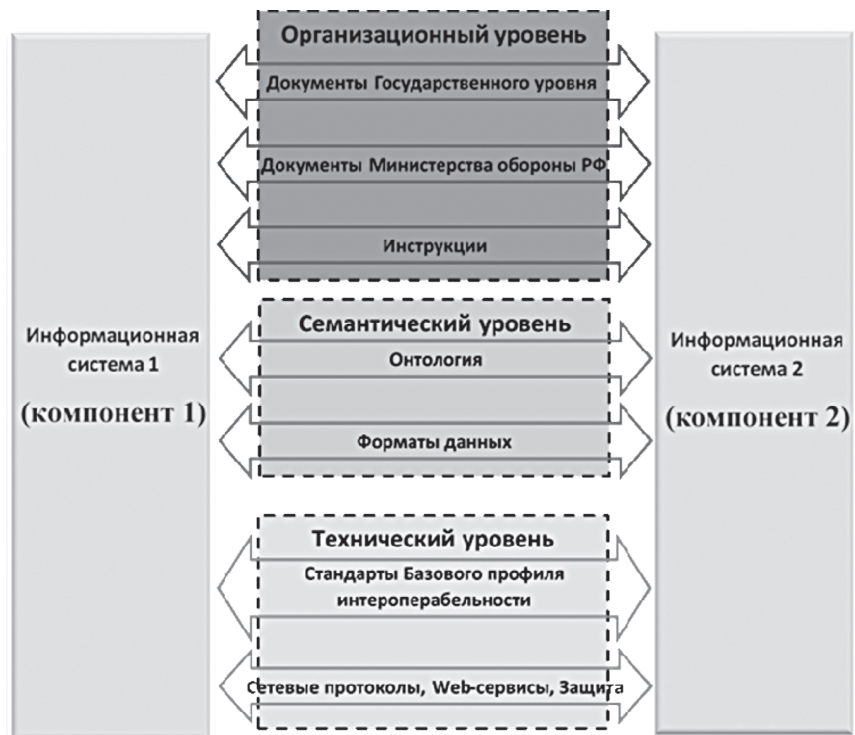 Организационный уровень
Документы Государственного уровня
Документы Министерства обороны РФ
Инструкции
Информационная
система 1
(компонент 1)
Семантический уровень
Онтология
Форматы данных
Информационная
система 2
(компонент 2)
Технический уровень
Стандарты Базового профиля
интероперабельности
Сетевые протоколы, Web-сервисы, Защита